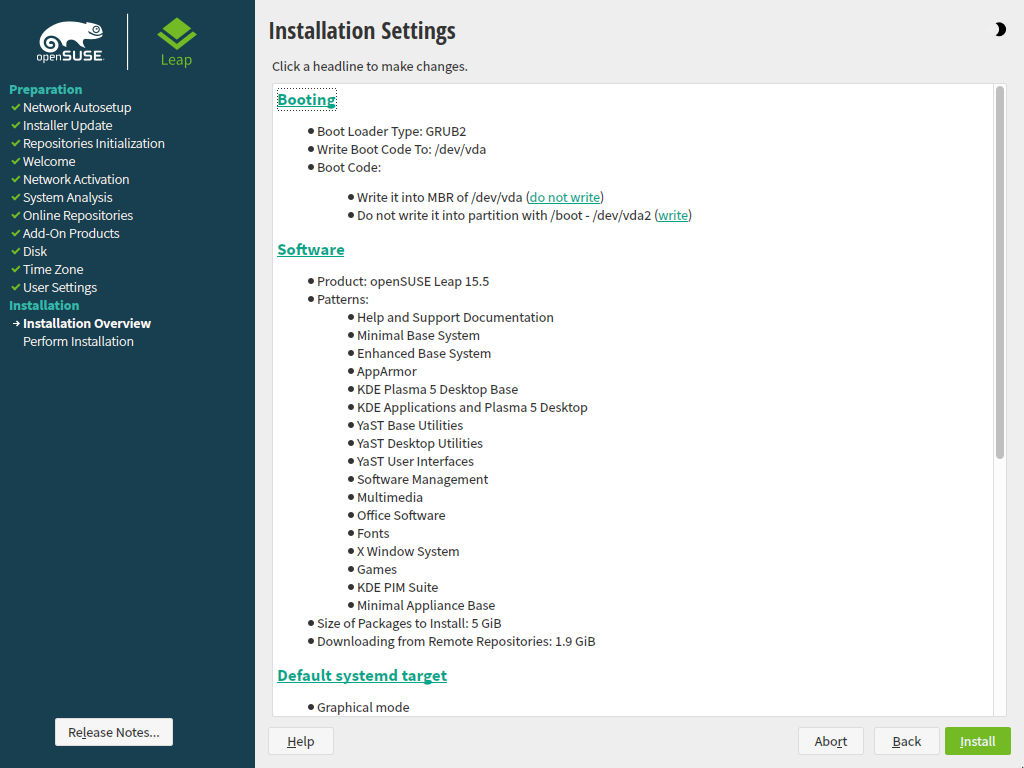 openSUSE
Leap
Preparation
Network Autosetup
Installer Update
Repositories Initialization
Welcome
Network Activation
System Analysis
Online Repositories
Add-On Products
Disk
Time Zone
User Settings
Installation
Installation Overview
Perform Installation
Release Notes...
Installation Settings
Click a headline to make changes.
Booting
Boot Loader Type: GRUB2
Write Boot Code To: /dev/vda
Boot Code:
Write it into MBR of /dev/vda (do not write)
Do not write it into partition with /boot - /dev/vda2 (write)
Software
Product: openSUSE Leap 15.5
Patterns:
Help and Support Documentation
Minimal Base System
Enhanced Base System
AppArmor
KDE Plasma 5 Desktop Base
KDE Applications and Plasma 5 Desktop
YaST Base Utilities
YaST Desktop Utilities
YaST User Interfaces
Software Management
Multimedia
Office Software
Fonts
X Window System
Games
KDE PIM Suite
Minimal Appliance Base
Size of Packages to Install: 5 GiB
Downloading from Remote Repositories: 1.9 GiB
Default systemd target
Graphical mode
Help
Abort
Back
Install